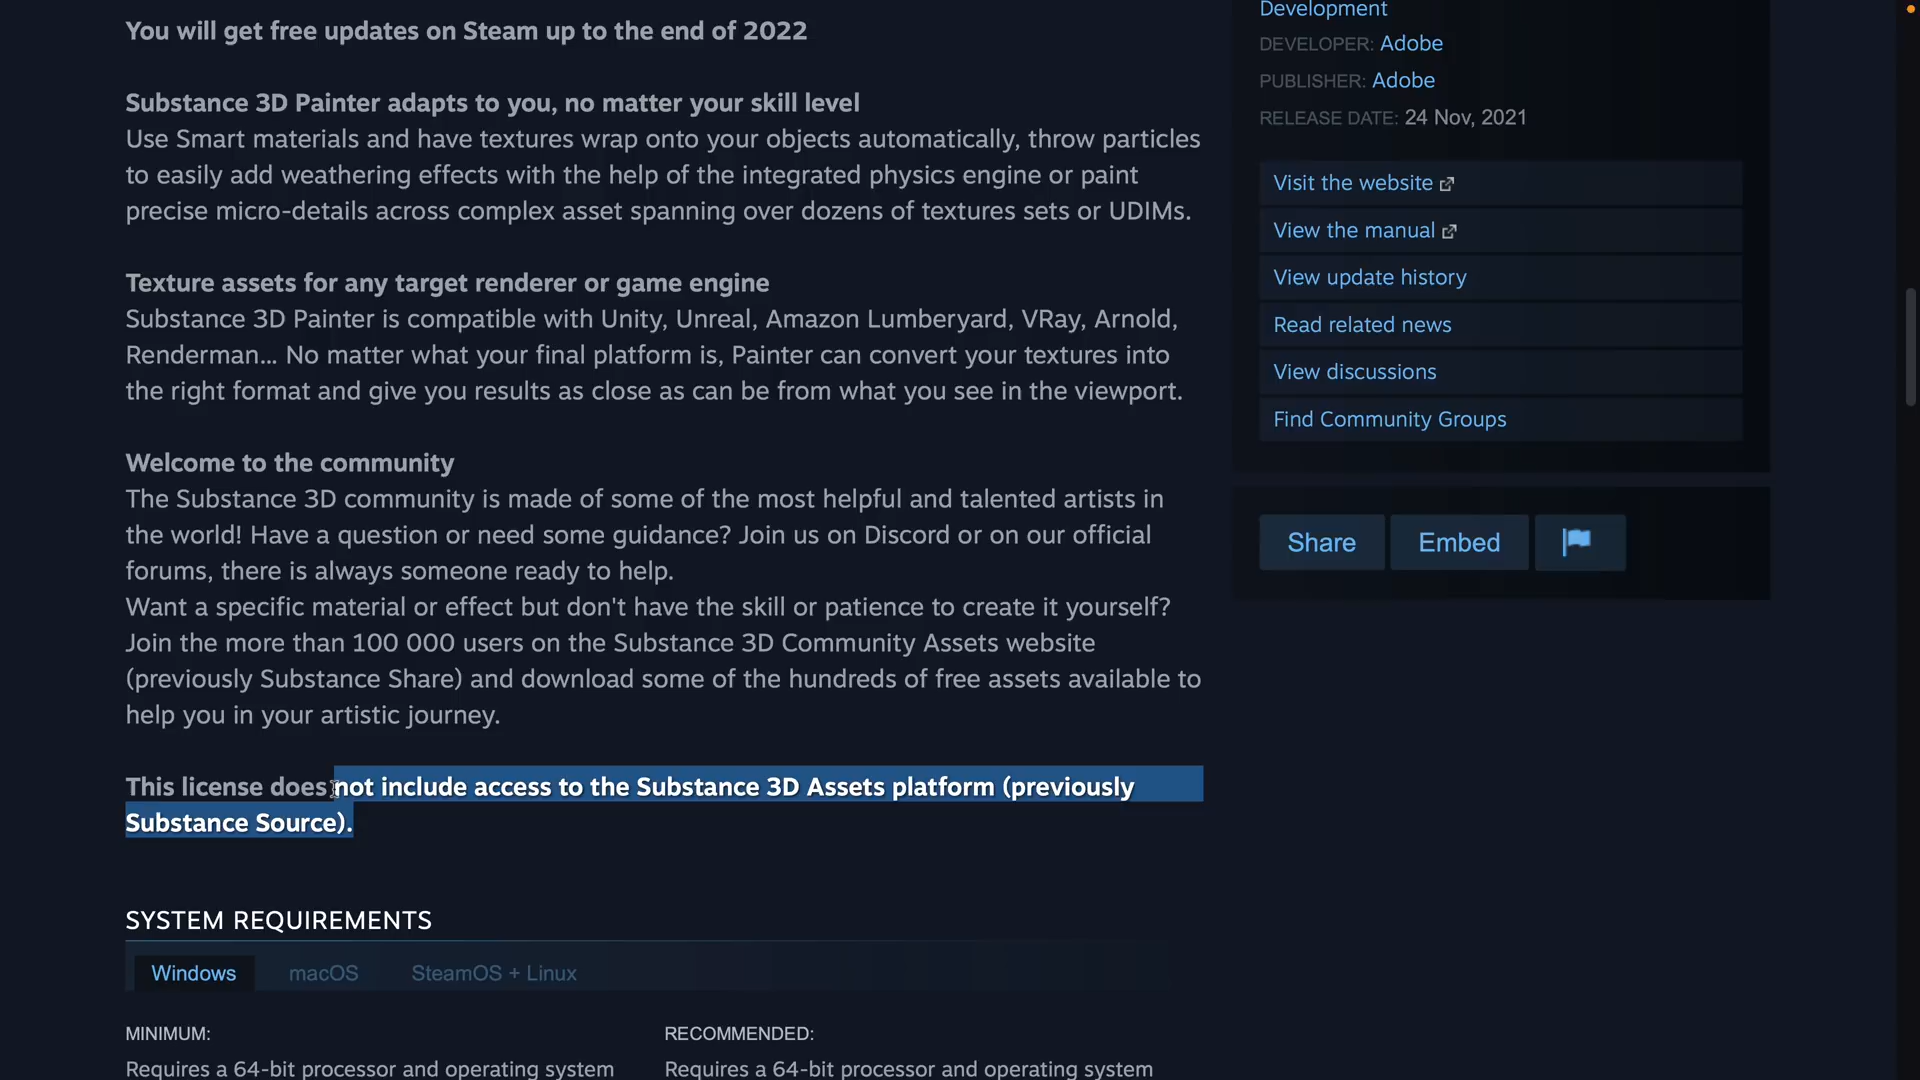 You will get free updates on Steam up to the end of 2022
Substance 3D Painter adapts to you, no matter your skill level
Use Smart materials and have textures wrap onto your objects automatically, throw particles
to easily add weathering effects with the help of the integrated physics engine or paint
precise micro-details across complex asset spanning over dozens of textures sets or UDIMs.
Texture assets for any target renderer or game engine
Substance 3D Painter is compatible with Unity, Unreal, Amazon Lumberyard, VRay, Arnold,
Renderman... No matter what your final platform is, Painter can convert your textures into
the right format and give you results as close as can be from what you see in the viewport.
Welcome to the community
The Substance 3D community is made of some of the most helpful and talented artists in
the world! Have a question or need some guidance? Join us on Discord or on our official
forums, there is always someone ready to help.
Want a specific material or effect but don't have the skill or patience to create it yourself?
Join the more than 100 000 users on the Substance 3D Community Assets website
(previously Substance Share) and download some of the hundreds of free assets available to
help you in your artistic journey.
This license does not include access to the Substance 3D Assets platform (previously
Substance Source).
SYSTEM REQUIREMENTS
Windows macOS SteamOS + Linux
MINIMUM:
Requires a 64-bit processor and operating system
RECOMMENDED:
Requires a 64-bit processor and operating system
Development
DEVELOPER: Adobe
PUBLISHER: Adobe
RELEASE DATE: 24 Nov, 2021
Visit the website
View the manual
View update history
Read related news
View discussions
Find Community Groups
Share Embed